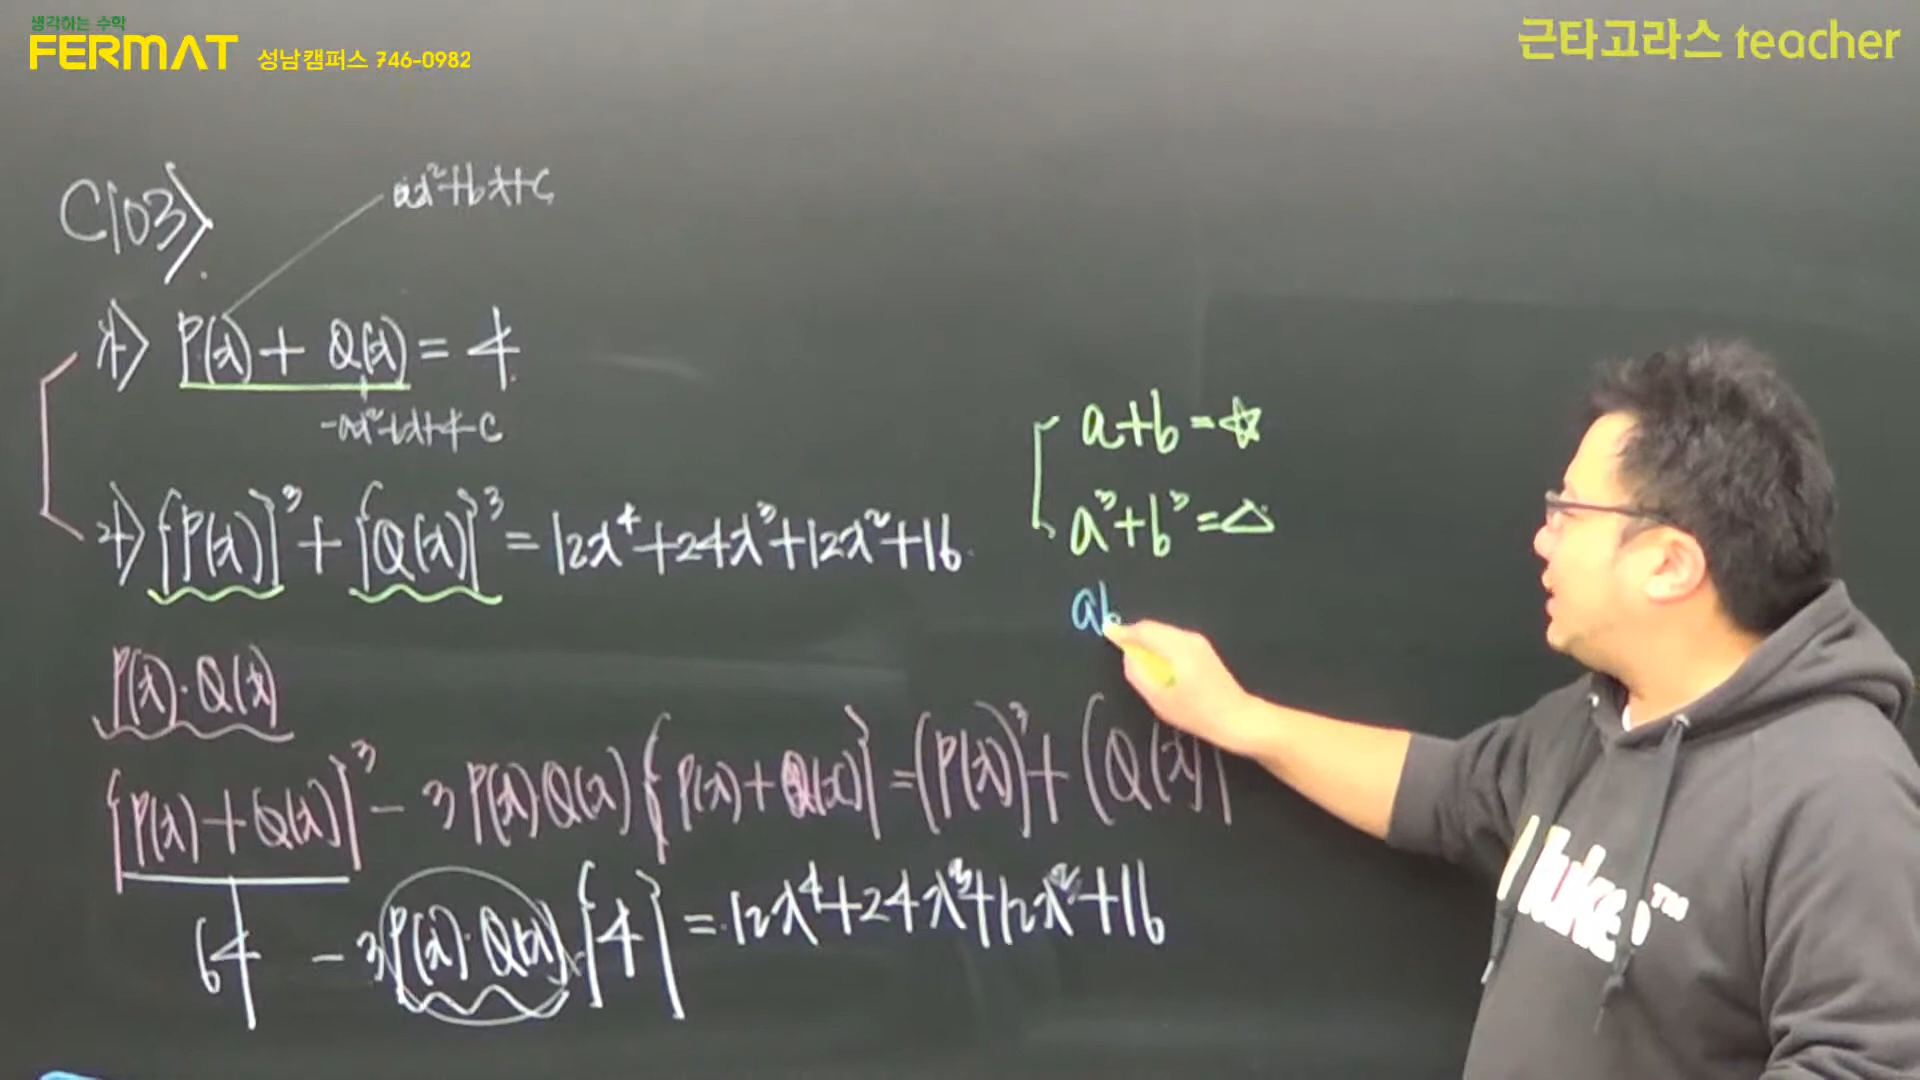 생각하는 수학
FERMAT 성남캠퍼스 746-0982
근타고라스 teacher
C103>.
ax²+bx+c
가> P(x) + Q(x) = 4
-ax²-bx+4-c
나> {P(x)}³ + {Q(x)}³ = 12x⁴+24x³+12x²+16
a+b=☆
a³+b³=△
ab
P(x)·Q(x)
{P(x)+Q(x)}³ - 3P(x)·Q(x){P(x)+Q(x)} = (P(x))³+(Q(x)
64 - 3P(x)·Q(x){4} = 12x⁴+24x³+12x²+16